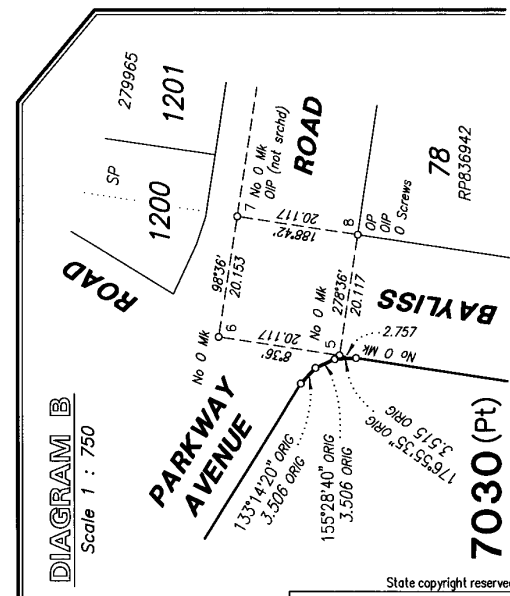 DIAGRAM B
Scale 1 : 750
279965
1201
SP
1200
ROAD
No O Mk
OIP (not srchd)
7
ROAD
98°36'
20.153
188°42'
20.117
No O Mk
6
8°36'
20.117
No O Mk
5
278°36'
20.117
8
OP
OIP
O Screws
78
RP836942
PARKWAY
AVENUE
BAYLISS
2.757
No O Mk
133°14'20" ORIG
3.506 ORIG
155°28'40" ORIG
3.506 ORIG
176°55'35" ORIG
3.515 ORIG
7030 (Pt)
State copyright reserved